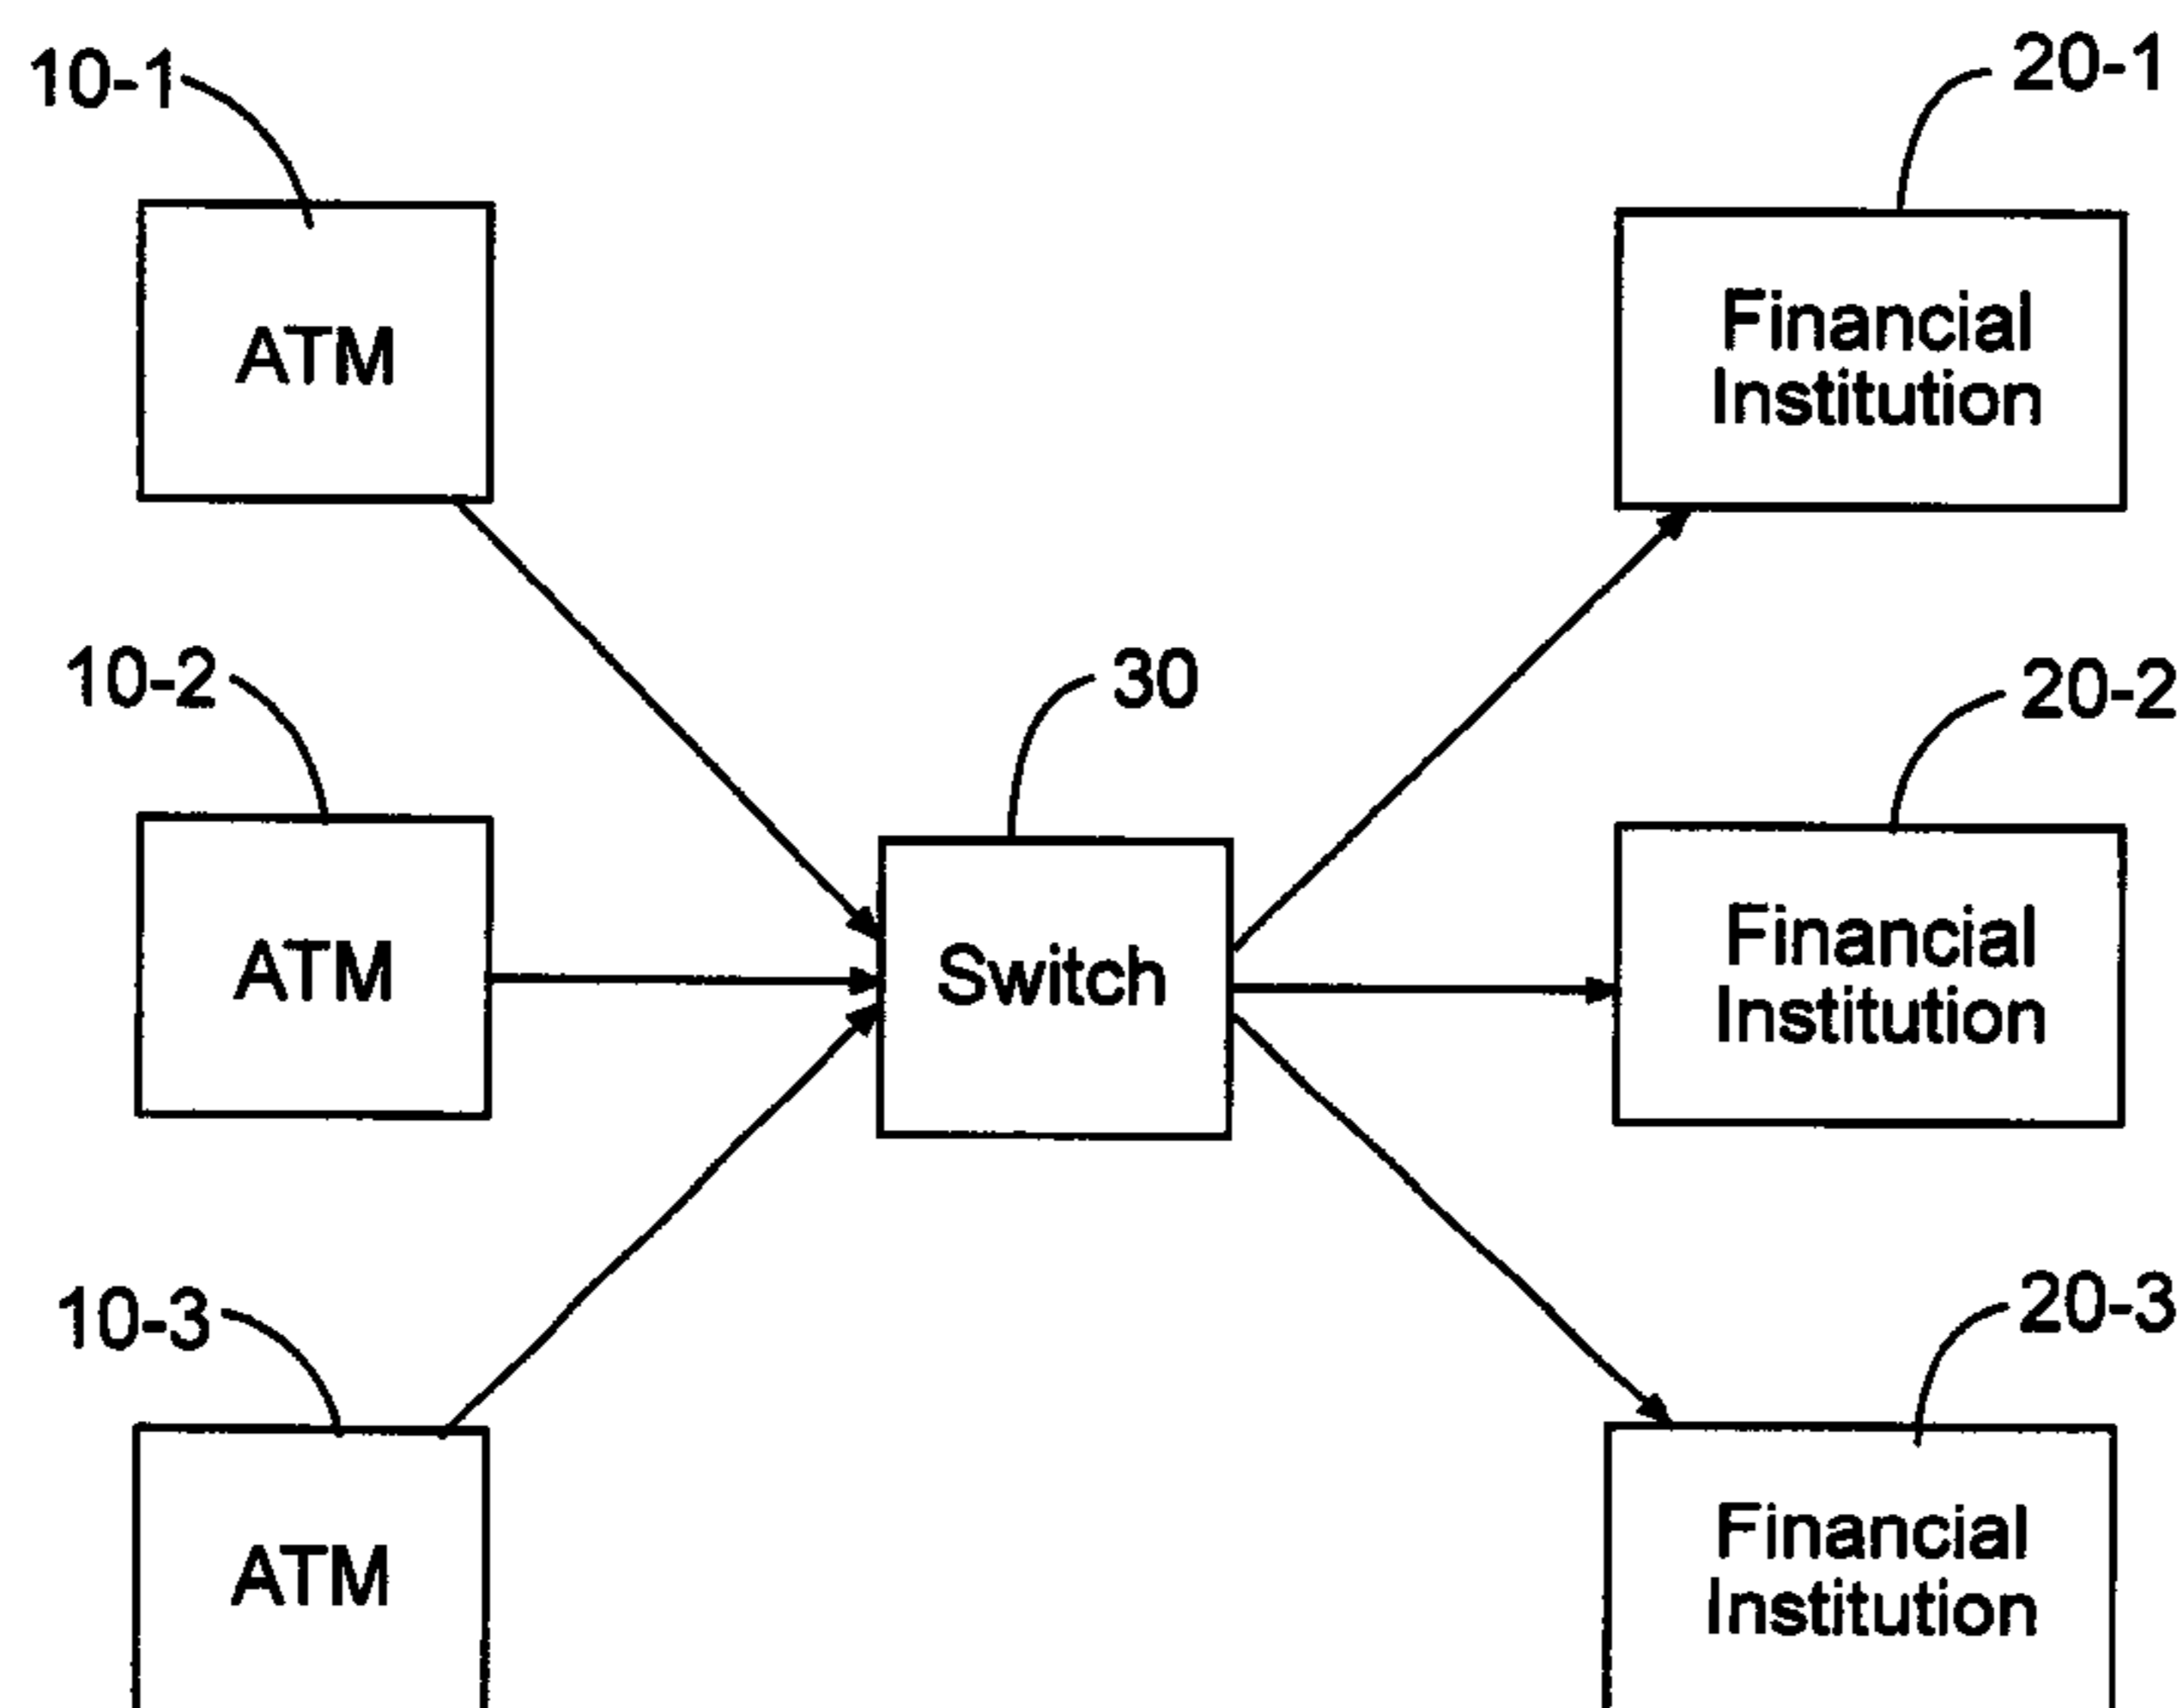 10-1
20-1
ATM
Financial
Institution
10-2
30
20-2
ATM
Switch
Financial
Institution
10-3
20-3
ATM
Financial
Institution